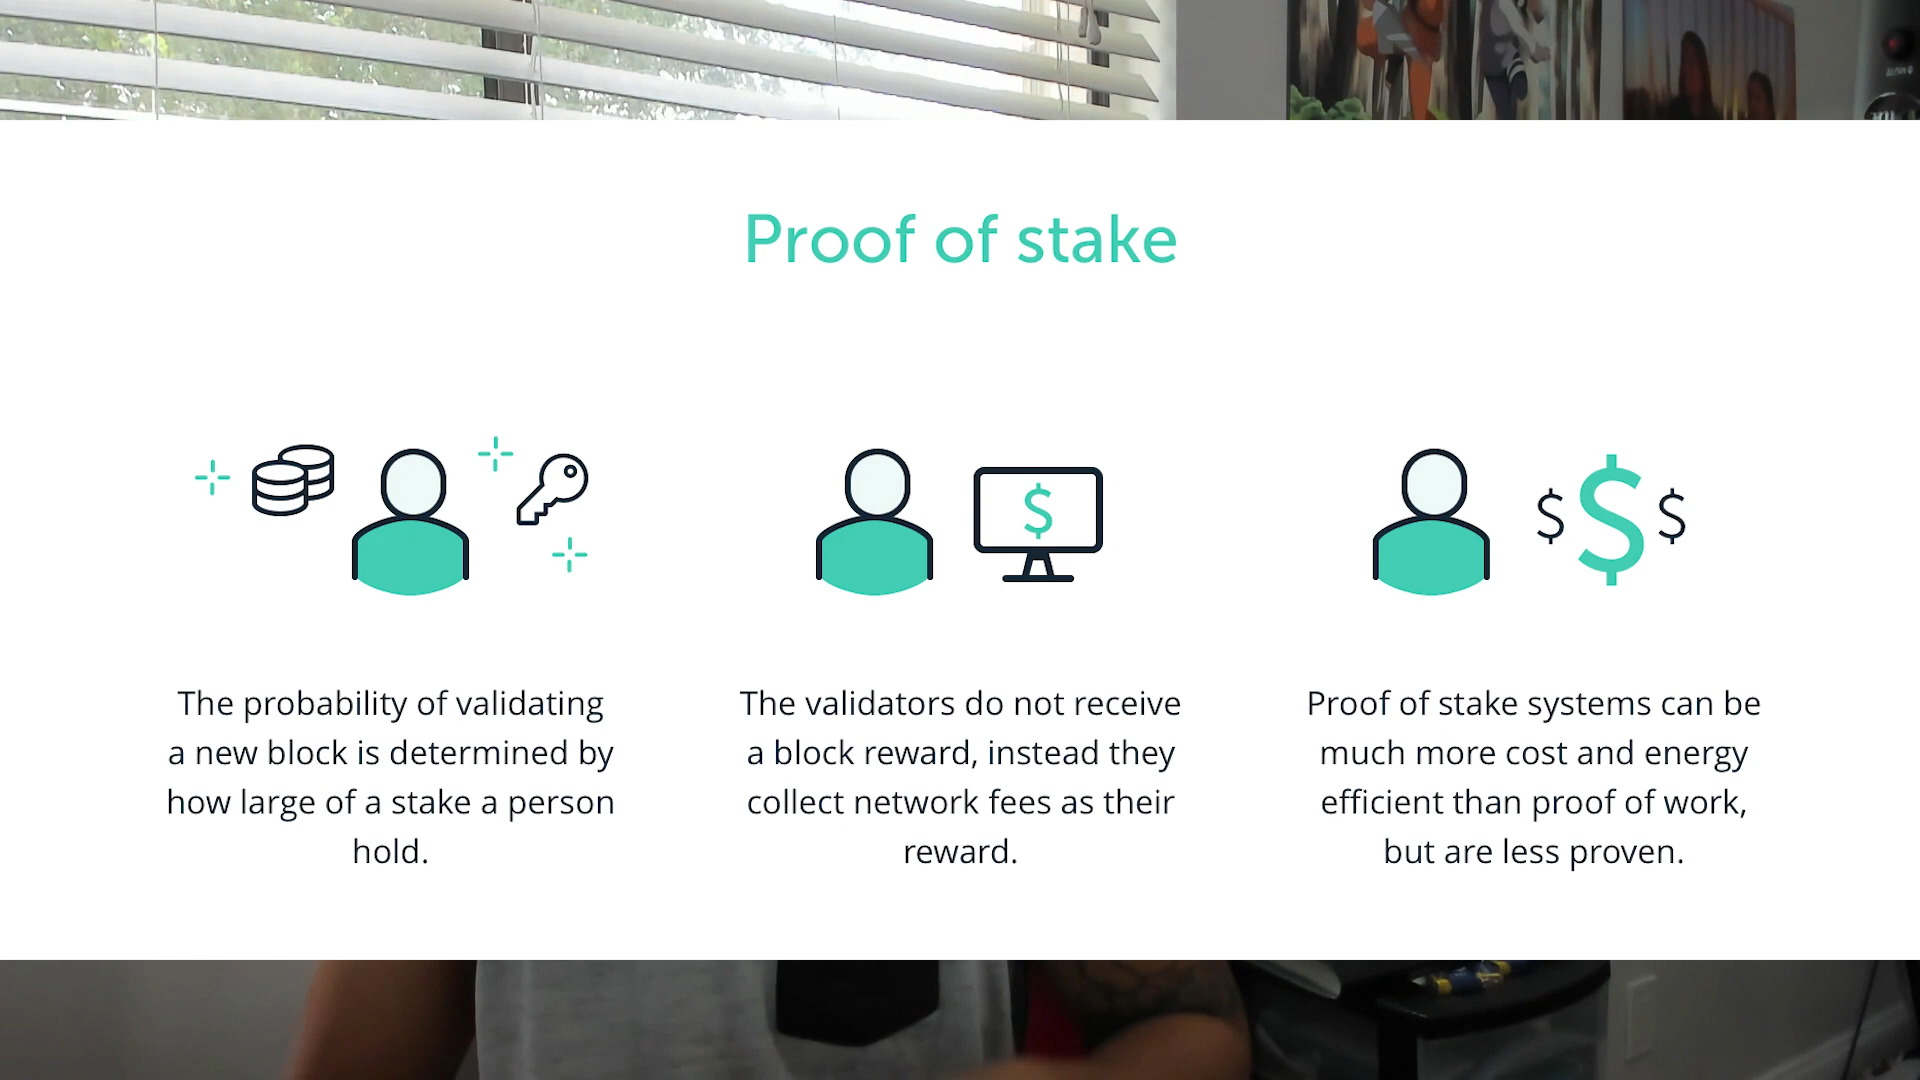 Proof of stake
$
$ $ $
The probability of validating
a new block is determined by
how large of a stake a person
hold.
The validators do not receive
a block reward, instead they
collect network fees as their
reward.
Proof of stake systems can be
much more cost and energy
efficient than proof of work,
but are less proven.